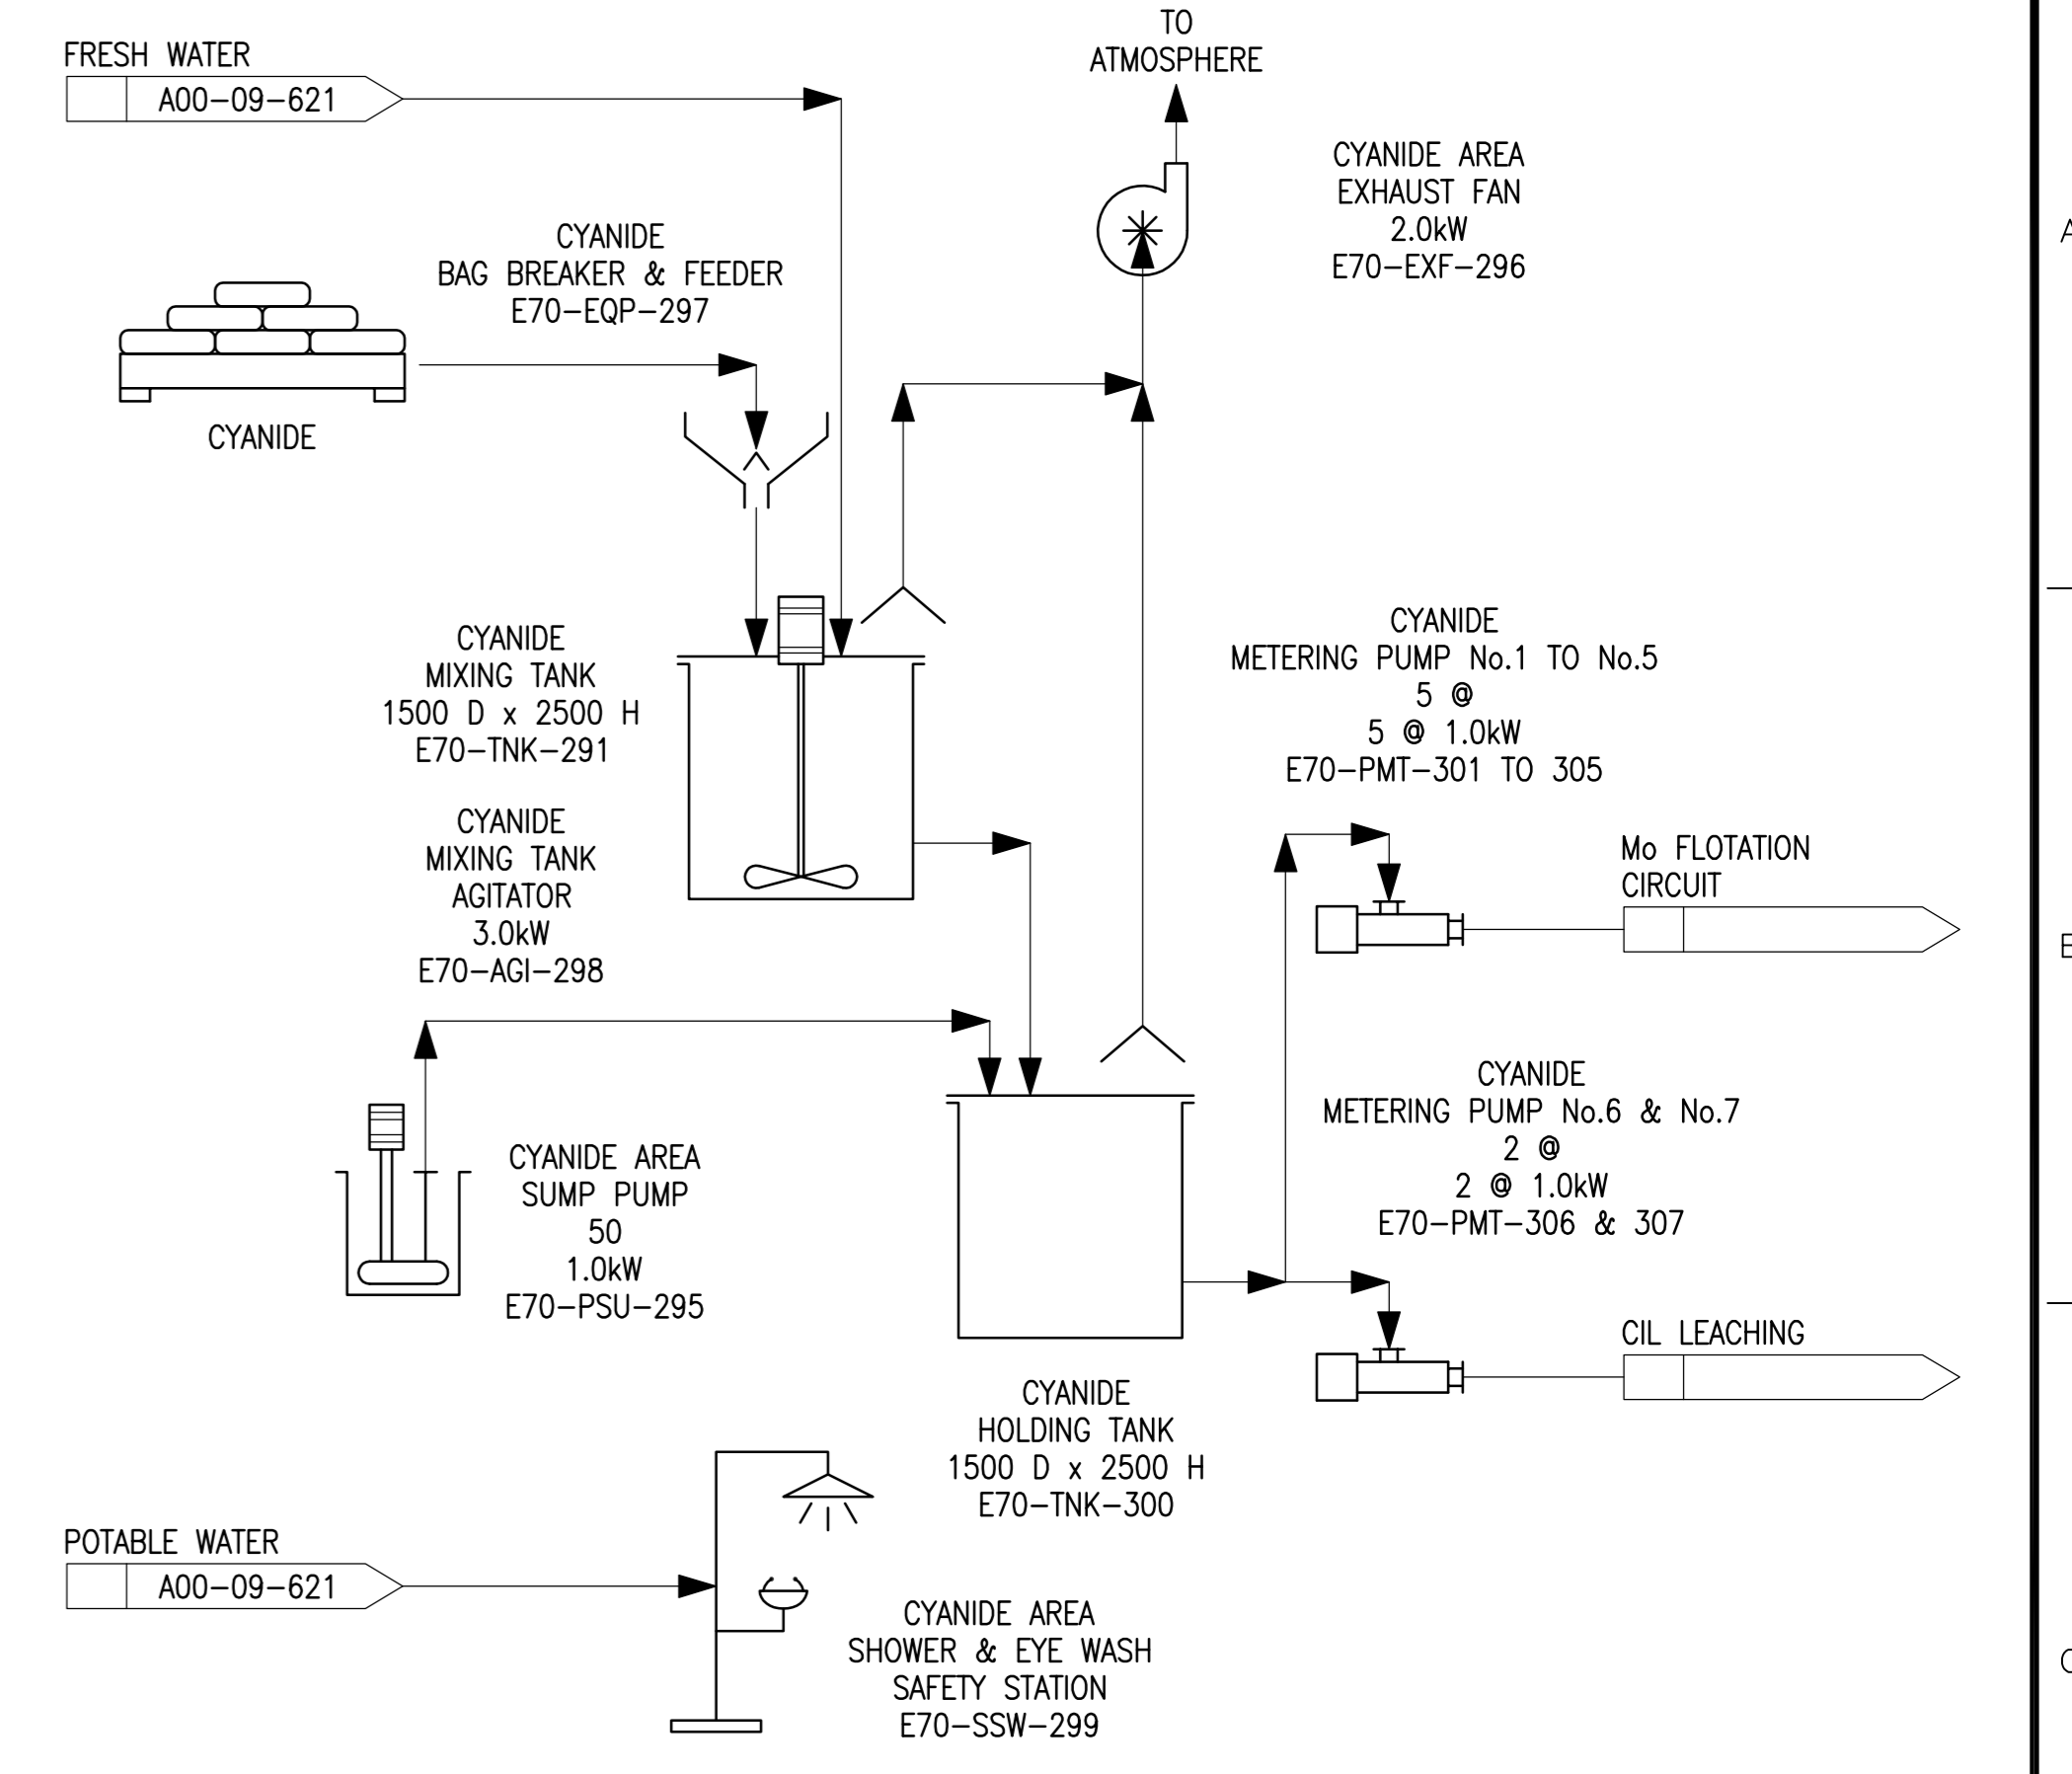 TO
ATMOSPHERE
FRESH WATER
A00-09-621
CYANIDE AREA
EXHAUST FAN
2.0kW
E70-EXF-296
CYANIDE
BAG BREAKER & FEEDER
E70-EQP-297
CYANIDE
CYANIDE
MIXING TANK
1500 D x 2500 H
E70-TNK-291
CYANIDE
METERING PUMP No.1 TO No.5
5 @
5 @ 1.0kW
E70-PMT-301 TO 305
CYANIDE
MIXING TANK
AGITATOR
3.0kW
E70-AGI-298
Mo FLOTATION
CIRCUIT
CYANIDE
METERING PUMP No.6 & No.7
2 @
2 @ 1.0kW
E70-PMT-306 & 307
CYANIDE AREA
SUMP PUMP
50
1.0kW
E70-PSU-295
CIL LEACHING
CYANIDE
HOLDING TANK
1500 D x 2500 H
E70-TNK-300
POTABLE WATER
A00-09-621
CYANIDE AREA
SHOWER & EYE WASH
SAFETY STATION
E70-SSW-299